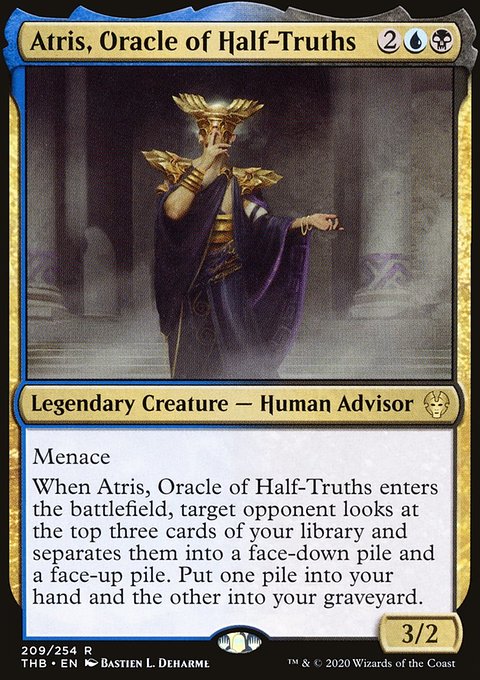 Atris, Oracle of Half-Truths 2
Legendary Creature — Human Advisor
Menace
When Atris, Oracle of Half-Truths enters
the battlefield, target opponent looks at
the top three cards of your library and
separates them into a face-down pile and
a face-up pile. Put one pile into your
hand and the other into your graveyard.
3/2
209/254 R
THB • EN Bastien L. Deharme
™ & © 2020 Wizards of the Coast